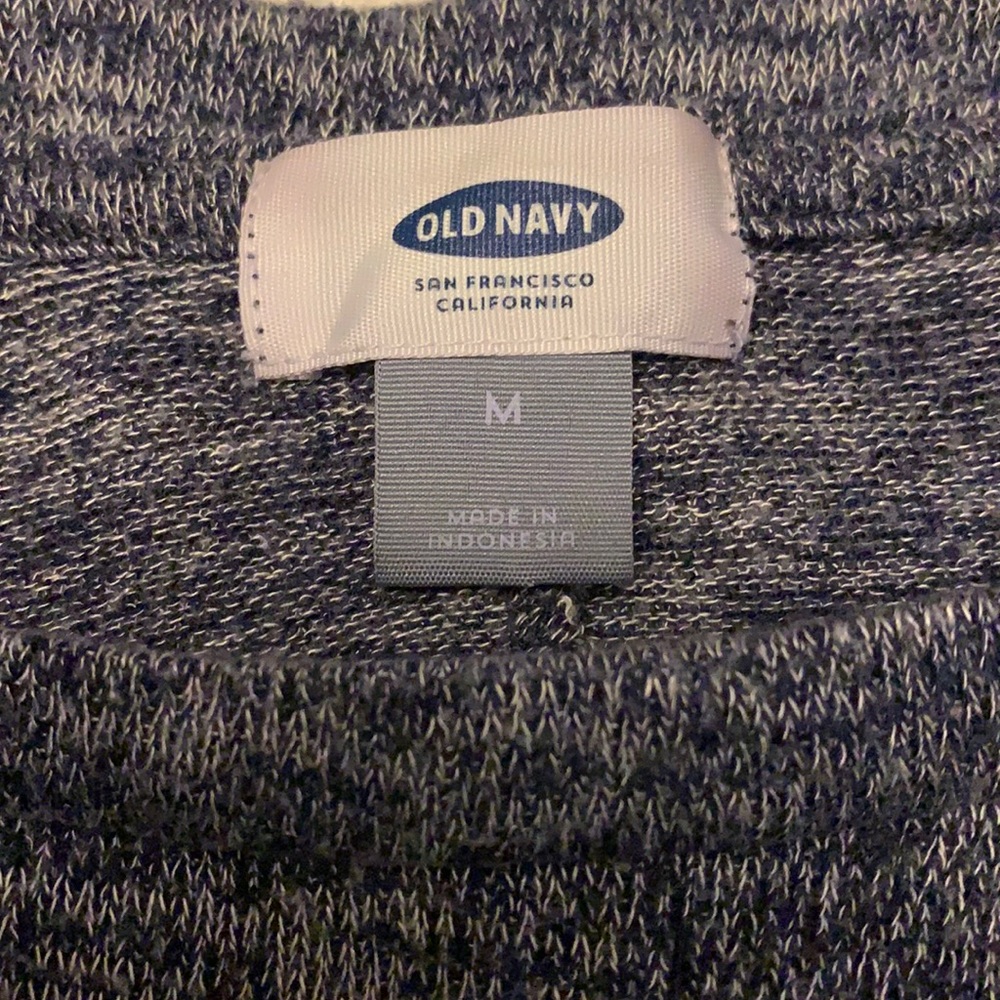 OLD NAVY
SAN FRANCISCO
CALIFORNIA
M
MADE IN
INDONESIA